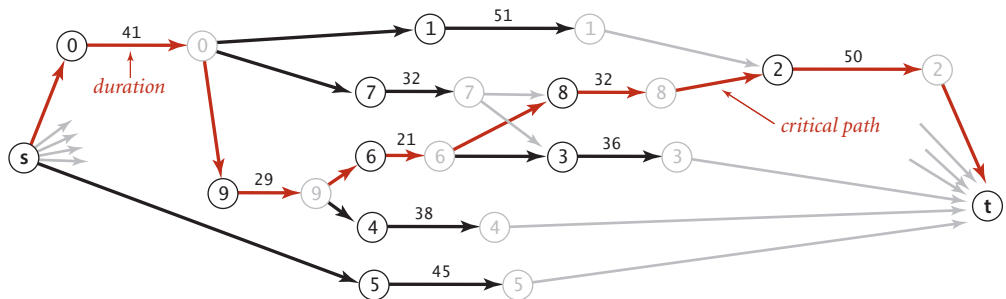 1 51 1
0 41 0
duration
7 32 7
8 32 8
2 50 2
critical path
s
6 21 6
3 36 3
9 29 9
4 38 4
t
5 45 5